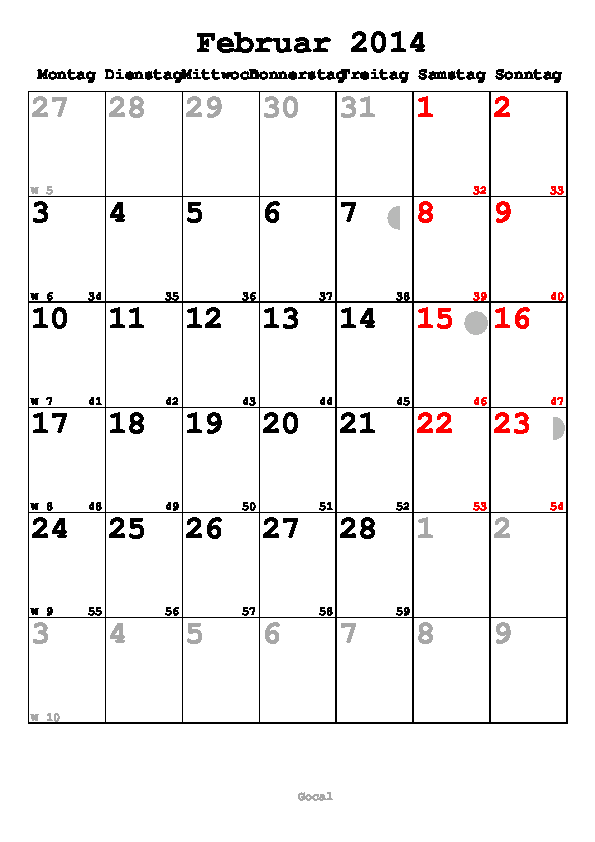 Februar 2014
Montag Dienstag Mittwoch Donnerstag Freitag Samstag Sonntag
27 28 29 30 31 1 2
W 5 32 33
3 4 5 6 7 8 9
W 6 34 35 36 37 38 39 40
10 11 12 13 14 15 16
W 7 41 42 43 44 45 46 47
17 18 19 20 21 22 23
W 8 48 49 50 51 52 53 54
24 25 26 27 28 1 2
W 9 55 56 57 58 59
3 4 5 6 7 8 9
W 10
Gocal